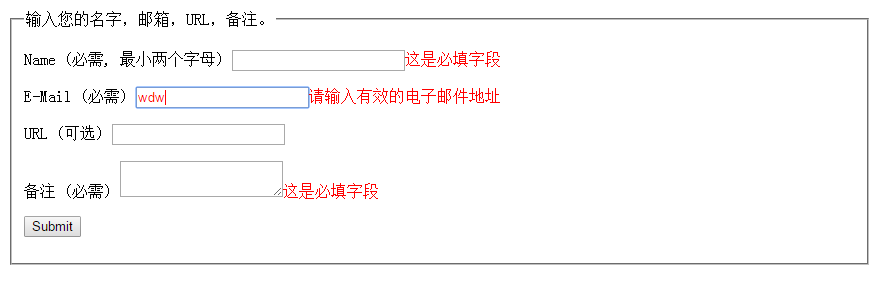 输入您的名字，邮箱，URL，备注。
Name (必需, 最小两个字母) 这是必填字段
E-Mail (必需) wdw 请输入有效的电子邮件地址
URL (可选)
备注 (必需) 这是必填字段
Submit